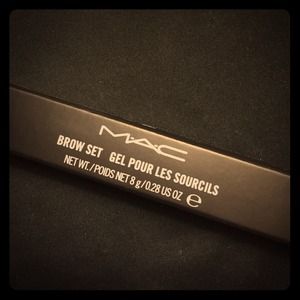 MAC
BROW SET GEL POUR LES SOURCILS
NET WT./POIDS NET 8 g/0.28 US OZ ℮